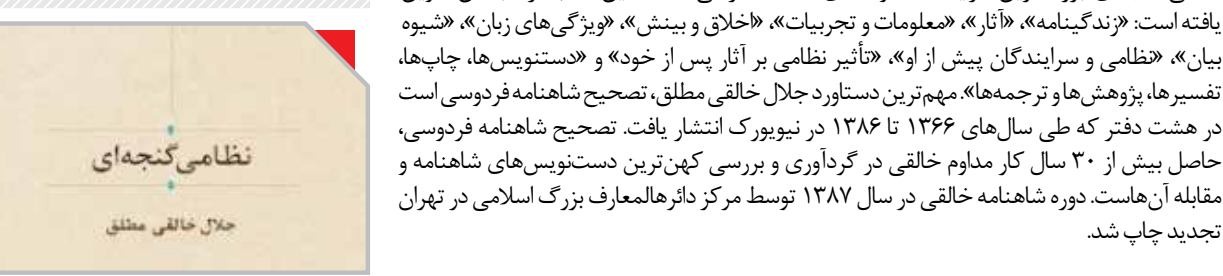 یافته است: «زندگینامه»، «آثار»، «معلومات و تجربیات»، «اخلاق و بینش»، «ویژگی‌های زبان»، «شیوه
بیان»، «نظامی و سرایندگان پیش از او»، «تأثیر نظامی بر آثار پس از خود» و «دستنویس‌ها، چاپ‌ها،
تفسیرها، پژوهش‌ها و ترجمه‌ها». مهم‌ترین دستاورد جلال خالقی مطلق، تصحیح شاهنامه فردوسی است
در هشت دفتر که طی سال‌های ۱۳۶۶ تا ۱۳۸۶ در نیویورک انتشار یافت. تصحیح شاهنامه فردوسی،
حاصل بیش از ۳۰ سال کار مداوم خالقی در گردآوری و بررسی کهن‌ترین دست‌نویس‌های شاهنامه و
مقابله آن‌هاست. دوره شاهنامه خالقی در سال ۱۳۸۷ توسط مرکز دائرهالمعارف بزرگ اسلامی در تهران
تجدید چاپ شد.
نظامی گنجه‌ای
جلال خالقی مطلق